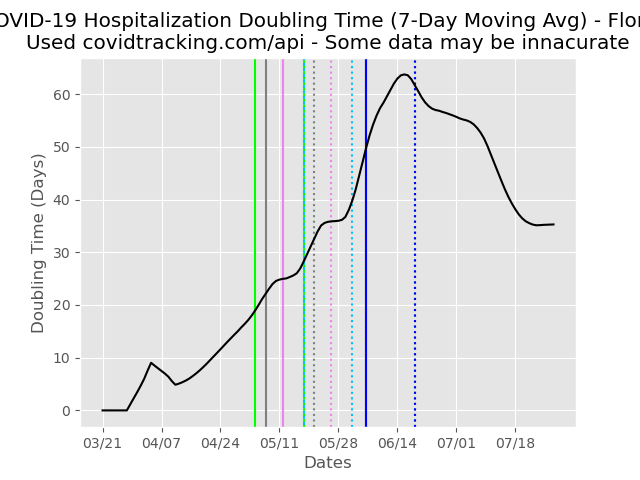 OVID-19 Hospitalization Doubling Time (7-Day Moving Avg) - Flor
Used covidtracking.com/api - Some data may be innacurate
60
50
40
30
20
10
0
Doubling Time (Days)
03/21 04/07 04/24 05/11 05/28 06/14 07/01 07/18
Dates